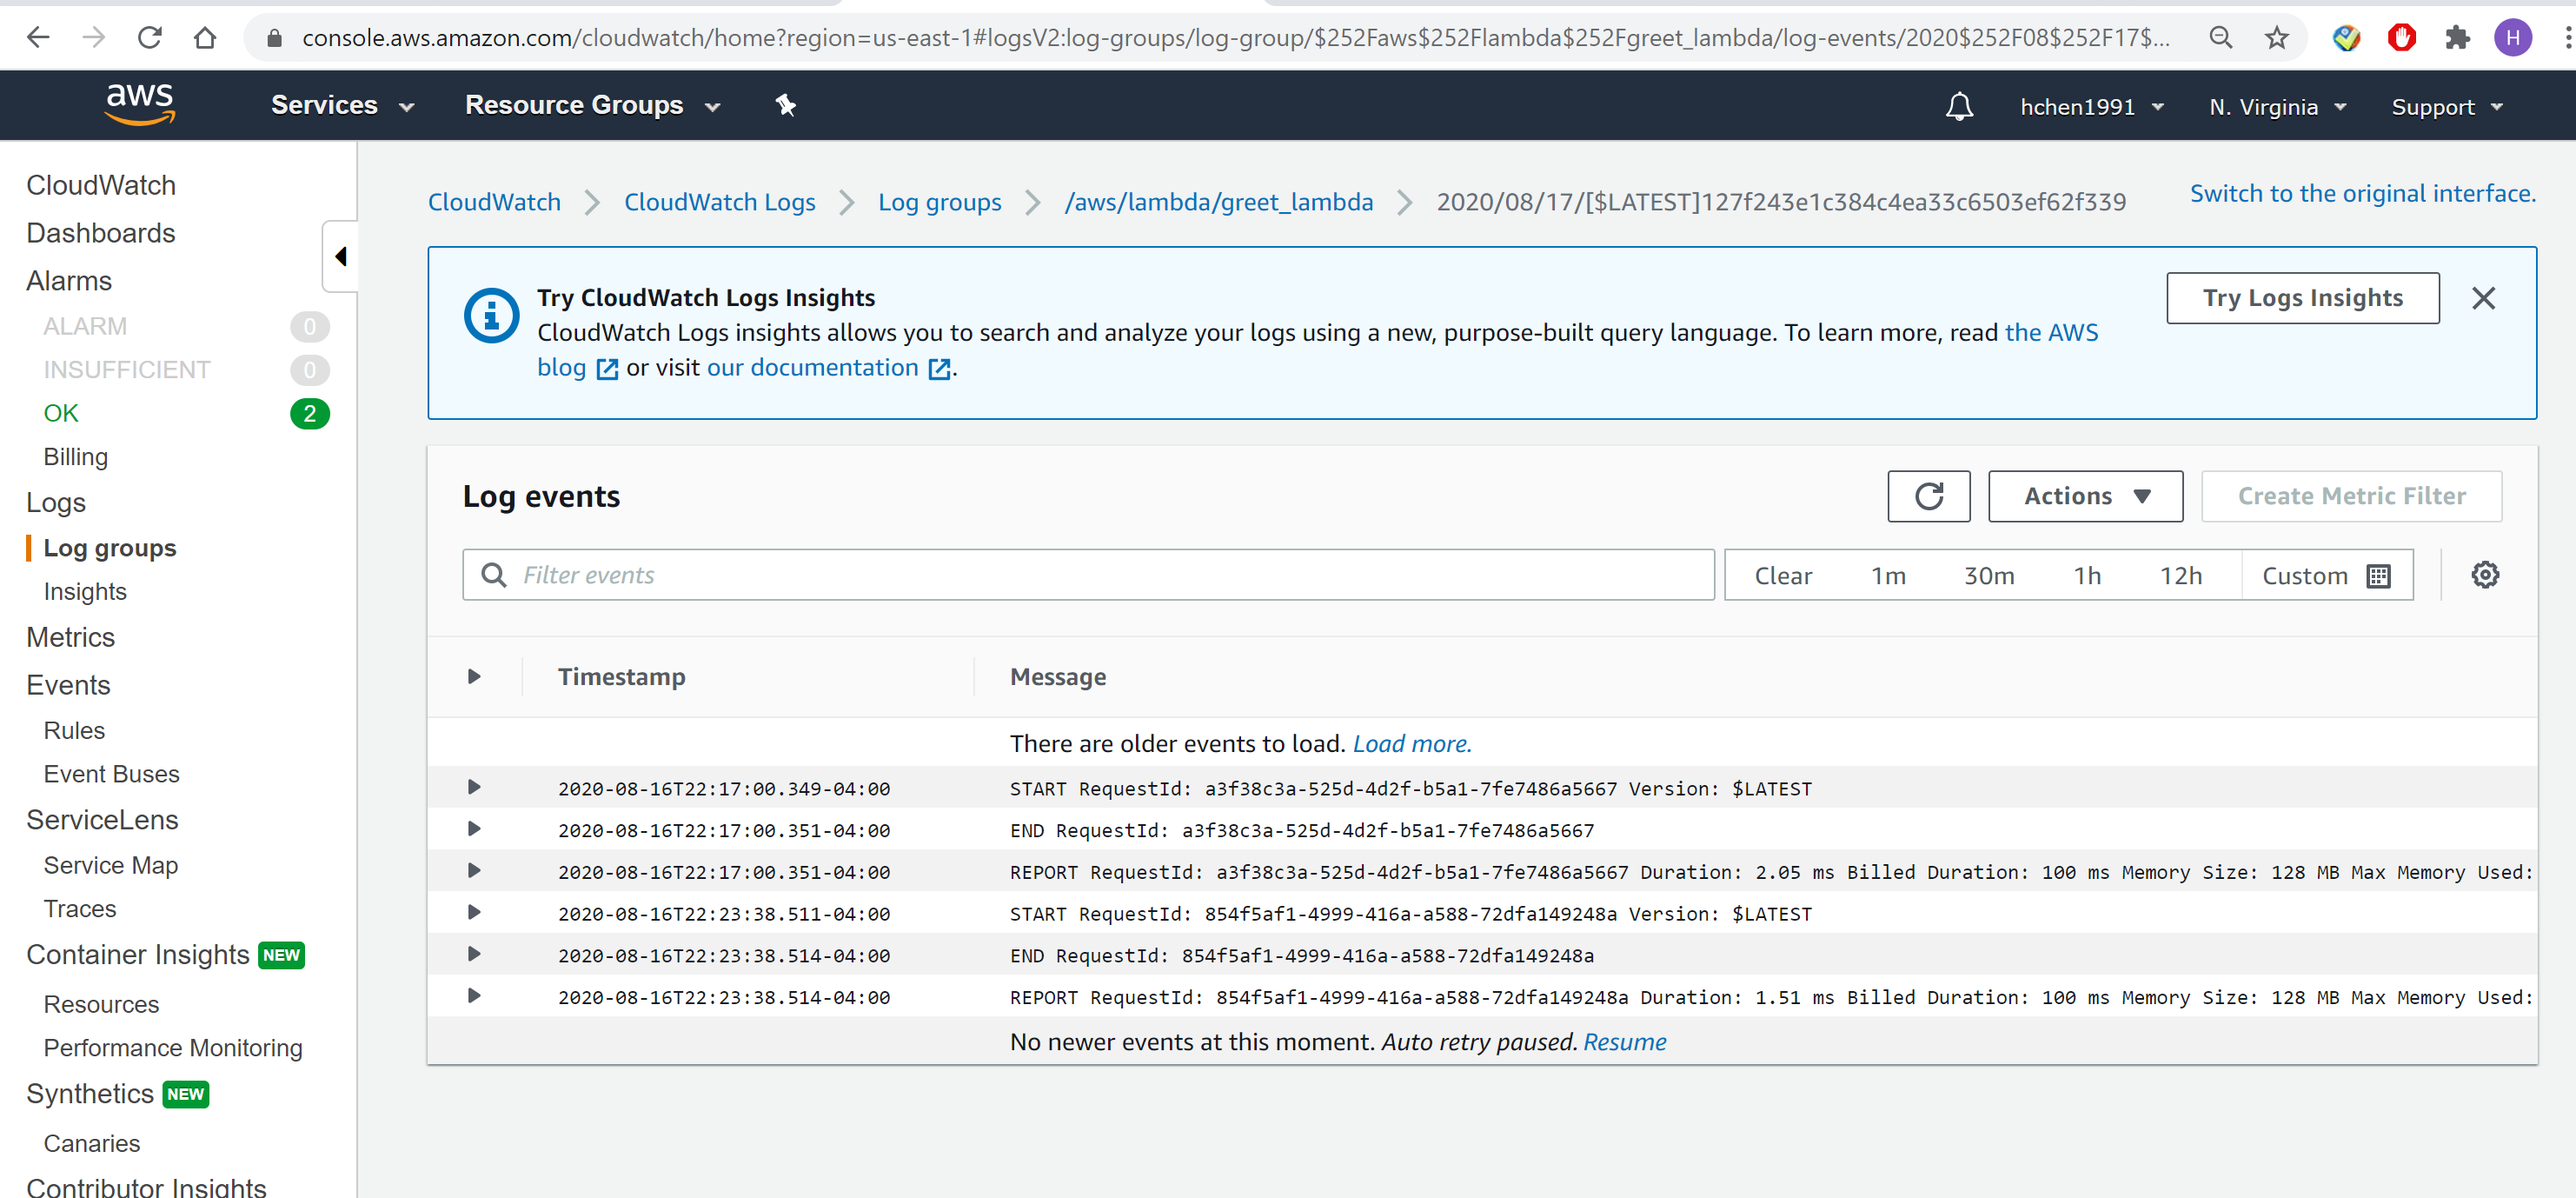 console.aws.amazon.com/cloudwatch/home?region=us-east-1#logsV2:log-groups/log-group/$252Faws$252Flambda$252Fgreet_lambda/log-events/2020$252F08$252F17$...
H
aws
Services
Resource Groups
hchen1991
N. Virginia
Support
CloudWatch
Dashboards
Alarms
ALARM 0
INSUFFICIENT 0
OK 2
Billing
Logs
Log groups
Insights
Metrics
Events
Rules
Event Buses
ServiceLens
Service Map
Traces
Container Insights NEW
Resources
Performance Monitoring
Synthetics NEW
Canaries
Contributor Insights
CloudWatch
CloudWatch Logs
Log groups
/aws/lambda/greet_lambda
2020/08/17/[$LATEST]127f243e1c384c4ea33c6503ef62f339
Switch to the original interface.
Try CloudWatch Logs Insights
CloudWatch Logs insights allows you to search and analyze your logs using a new, purpose-built query language. To learn more, read the AWS
blog or visit our documentation .
Try Logs Insights
Log events
Actions
Create Metric Filter
Filter events
Clear 1m 30m 1h 12h Custom
Timestamp Message
There are older events to load. Load more.
2020-08-16T22:17:00.349-04:00 START RequestId: a3f38c3a-525d-4d2f-b5a1-7fe7486a5667 Version: $LATEST
2020-08-16T22:17:00.351-04:00 END RequestId: a3f38c3a-525d-4d2f-b5a1-7fe7486a5667
2020-08-16T22:17:00.351-04:00 REPORT RequestId: a3f38c3a-525d-4d2f-b5a1-7fe7486a5667 Duration: 2.05 ms Billed Duration: 100 ms Memory Size: 128 MB Max Memory Used:
2020-08-16T22:23:38.511-04:00 START RequestId: 854f5af1-4999-416a-a588-72dfa149248a Version: $LATEST
2020-08-16T22:23:38.514-04:00 END RequestId: 854f5af1-4999-416a-a588-72dfa149248a
2020-08-16T22:23:38.514-04:00 REPORT RequestId: 854f5af1-4999-416a-a588-72dfa149248a Duration: 1.51 ms Billed Duration: 100 ms Memory Size: 128 MB Max Memory Used:
No newer events at this moment. Auto retry paused. Resume